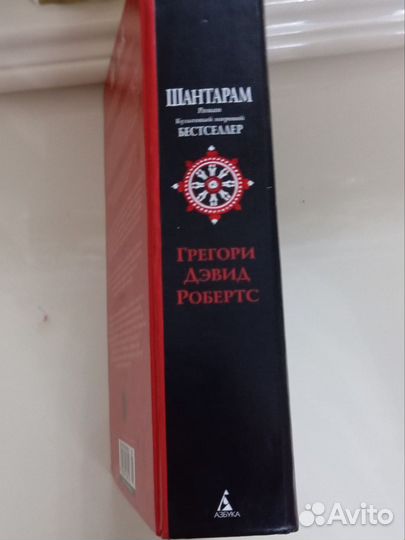 ШАНТАРАМ
Роман
Культовый мировой
БЕСТСЕЛЛЕР
ГРЕГОРИ
ДЭВИД
РОБЕРТС
АЗБУКА
Avito